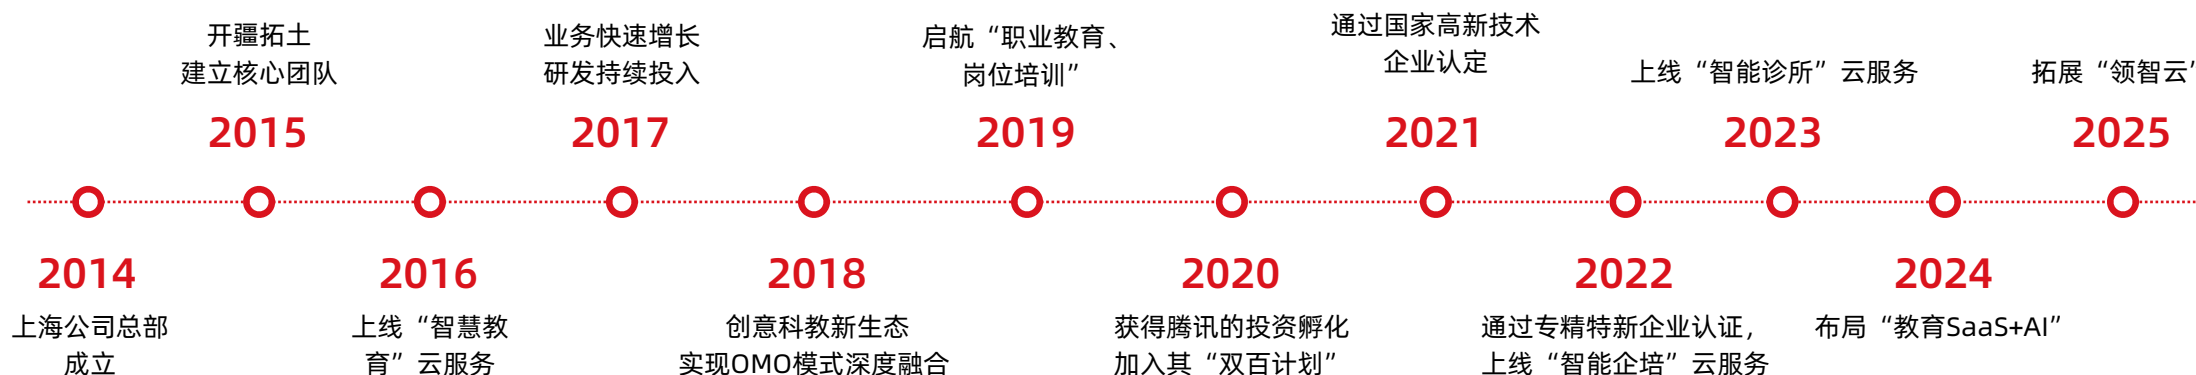 上海公司总部
成立
2014
开疆拓土
建立核心团队
2015
2016
上线“智慧教
育”云服务
业务快速增长
研发持续投入
2017
2018
创意科教新生态
实现OMO模式深度融合
启航“职业教育、
岗位培训”
2019
2020
获得腾讯的投资孵化
加入其“双百计划”
通过国家高新技术
企业认定
2021
2022
通过专精特新企业认证，
上线“智能企培”云服务
上线“智能诊所”云服务
2023
2024
布局“教育SaaS+AI”
拓展“领智云”
2025